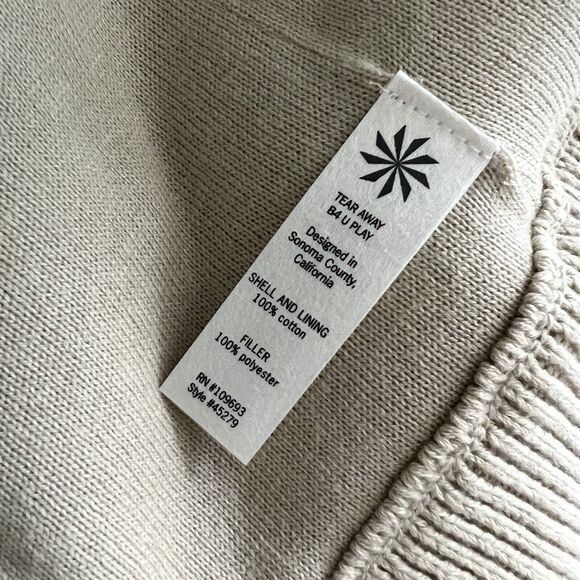 TEAR AWAY
B4 U PLAY
Designed in
Sonoma County,
California
SHELL AND LINING
100% cotton
FILLER
100% polyester
RN #109693
Style #45279